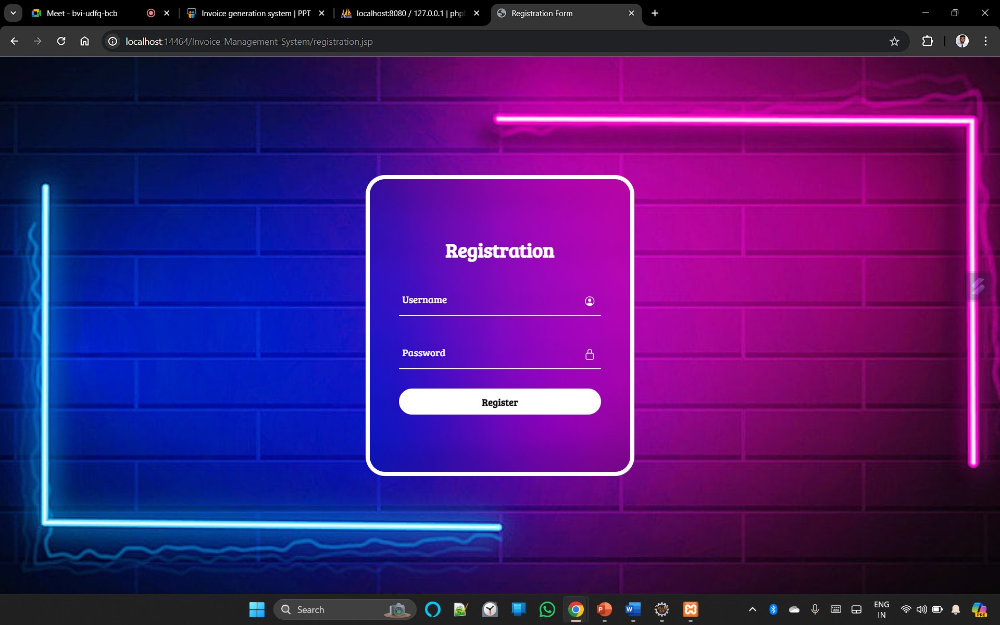 Meet - bvi-udfq-bcb
Invoice generation system | PPT
localhost:8080 / 127.0.0.1 | php
Registration Form
localhost:14464/Invoice-Management-System/registration.jsp
Registration
Username
Password
Register
Search
ENG
IN
PRE